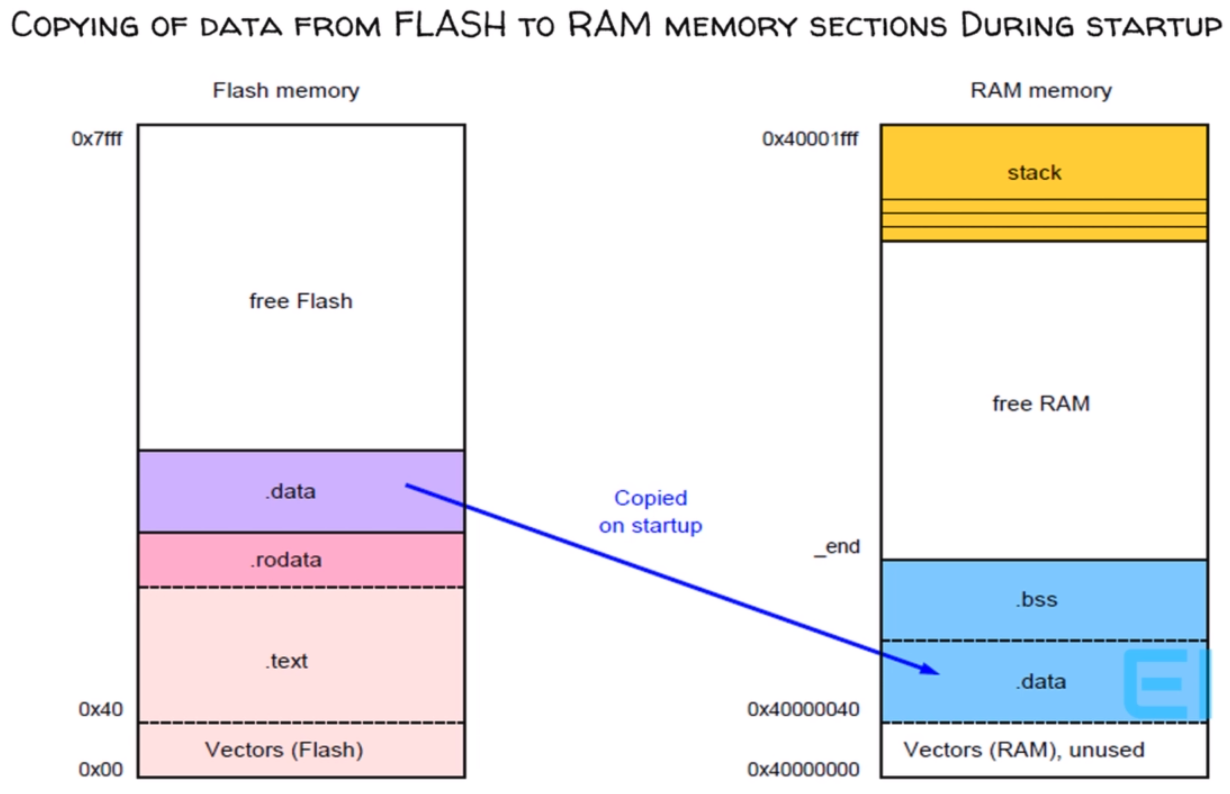 COPYING OF DATA FROM FLASH TO RAM MEMORY SECTIONS DURING STARTUP
Flash memory
0x7fff
free Flash
.data
.rodata
.text
0x40
Vectors (Flash)
0x00
Copied
on startup
RAM memory
0x40001fff
stack
free RAM
_end
.bss
.data
0x40000040
Vectors (RAM), unused
0x40000000